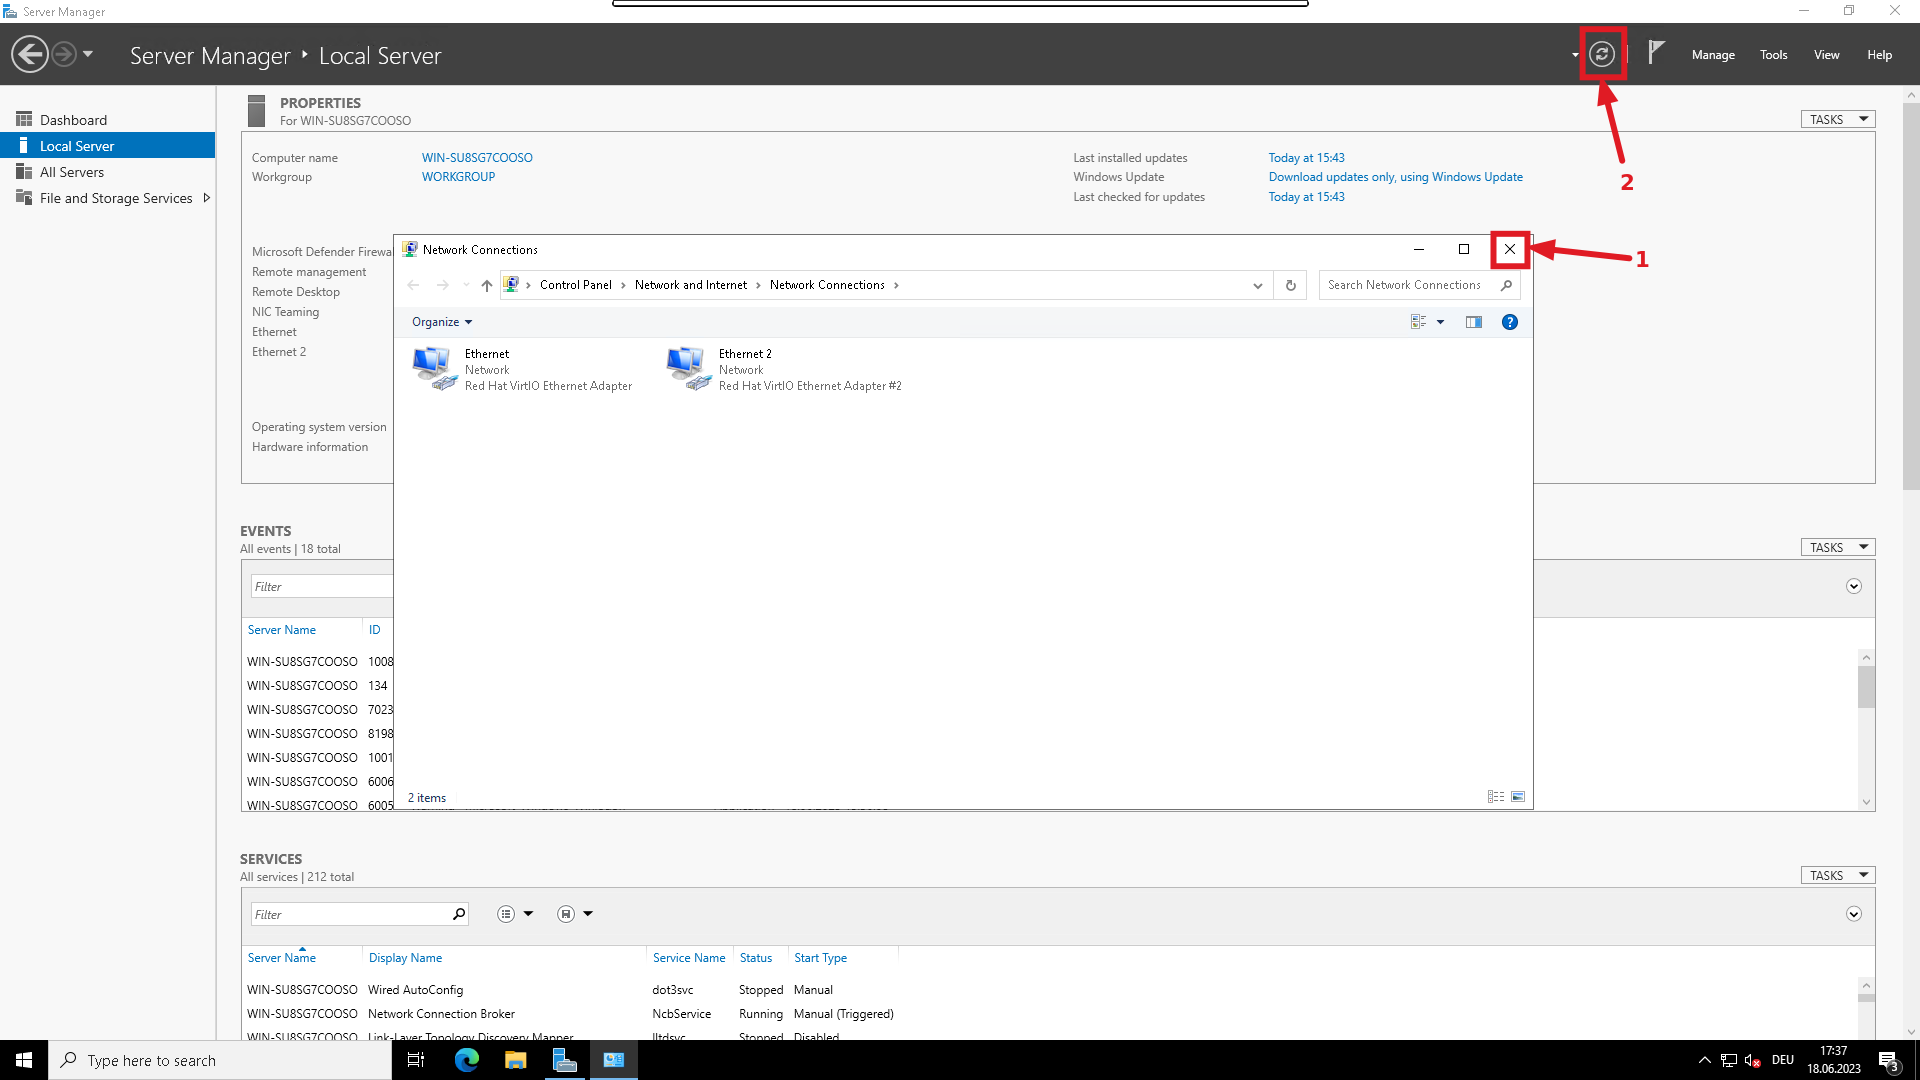 Server Manager
Server Manager ‣ Local Server
Manage
Tools
View
Help
Dashboard
Local Server
All Servers
File and Storage Services
PROPERTIES
For WIN-SU8SG7COOSO
TASKS
Computer name
WIN-SU8SG7COOSO
Last installed updates
Today at 15:43
Workgroup
WORKGROUP
Windows Update
Download updates only, using Windows Update
Last checked for updates
Today at 15:43
2
1
Microsoft Defender Firewa
Remote management
Remote Desktop
NIC Teaming
Ethernet
Ethernet 2
Operating system version
Hardware information
Network Connections
Control Panel › Network and Internet › Network Connections ›
Search Network Connections
Organize
Ethernet
Network
Red Hat VirtIO Ethernet Adapter
Ethernet 2
Network
Red Hat VirtIO Ethernet Adapter #2
2 items
EVENTS
All events | 18 total
TASKS
Filter
Server Name ID
WIN-SU8SG7COOSO 1008
WIN-SU8SG7COOSO 134
WIN-SU8SG7COOSO 7023
WIN-SU8SG7COOSO 8198
WIN-SU8SG7COOSO 1001
WIN-SU8SG7COOSO 6006
WIN-SU8SG7COOSO 6005
SERVICES
All services | 212 total
TASKS
Filter
Server Name Display Name Service Name Status Start Type
WIN-SU8SG7COOSO Wired AutoConfig dot3svc Stopped Manual
WIN-SU8SG7COOSO Network Connection Broker NcbService Running Manual (Triggered)
WIN-SU8SG7COOSO Link-Layer Topology Discovery Mapper lltdsvc Stopped Disabled
Type here to search
DEU
17:37
18.06.2023
3